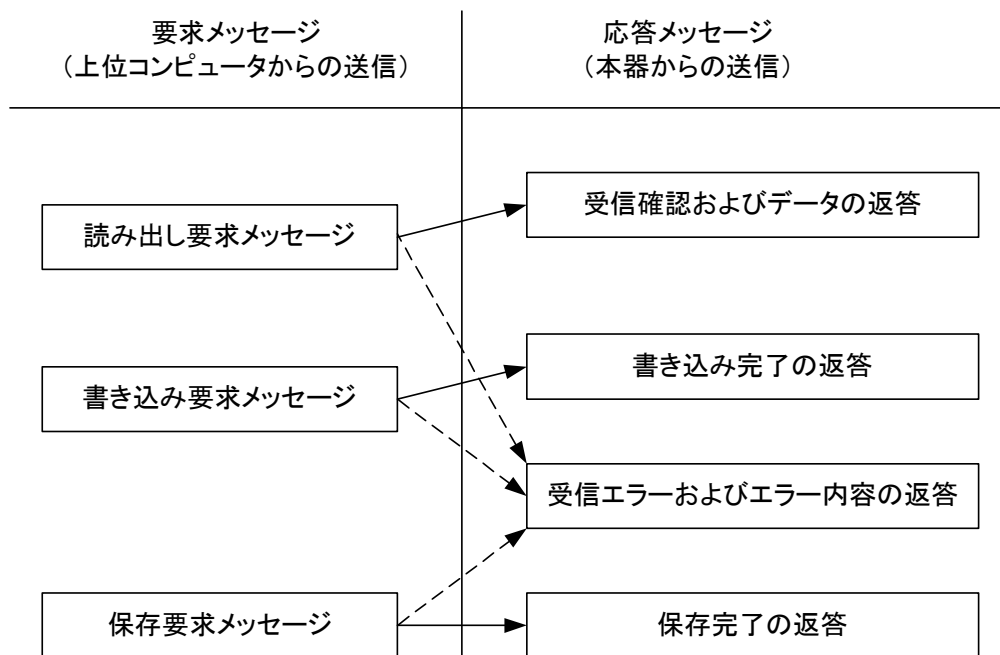 要求メッセージ
（上位コンピュータからの送信）
応答メッセージ
（本器からの送信）
読み出し要求メッセージ
受信確認およびデータの返答
書き込み要求メッセージ
書き込み完了の返答
受信エラーおよびエラー内容の返答
保存要求メッセージ
保存完了の返答